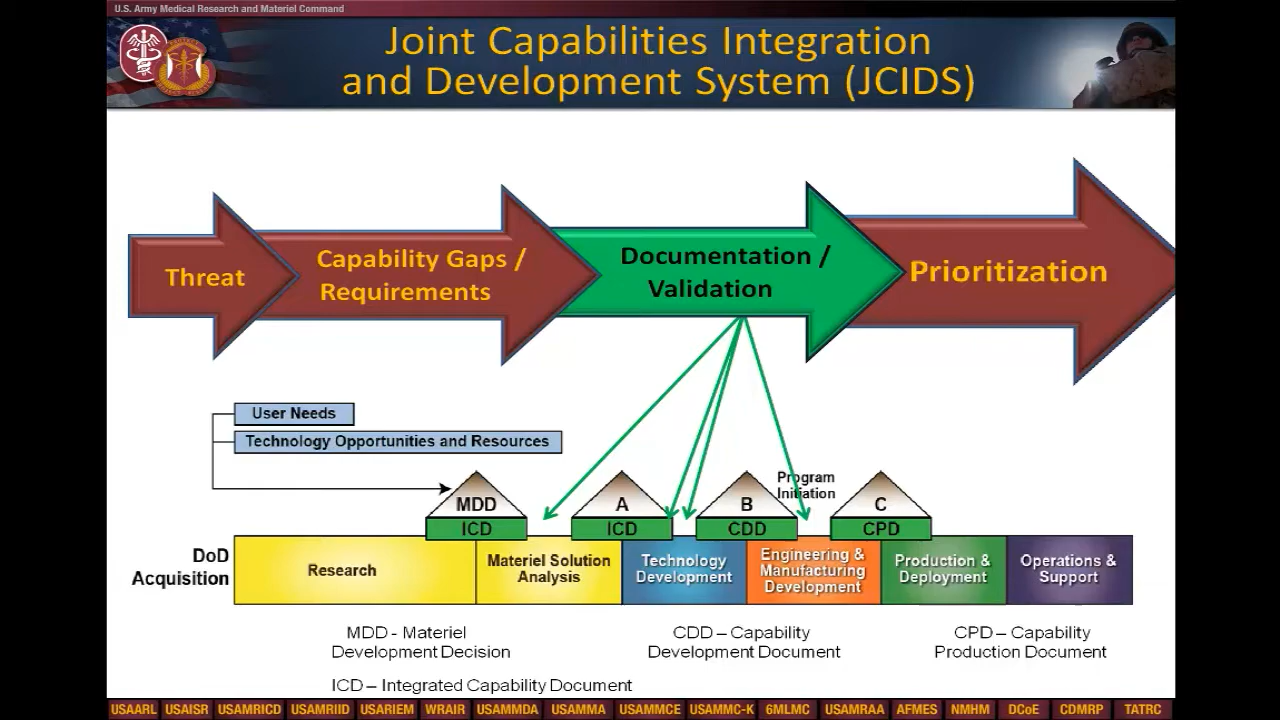 U.S. Army Medical Research and Materiel Command
Joint Capabilities Integration
and Development System (JCIDS)
Threat
Capability Gaps /
Requirements
Documentation /
Validation
Prioritization
User Needs
Technology Opportunities and Resources
MDD
ICD
A
ICD
B
CDD
Program
Initiation
C
CPD
DoD
Acquisition
Research
Materiel Solution
Analysis
Technology
Development
Engineering &
Manufacturing
Development
Production &
Deployment
Operations &
Support
MDD - Materiel
Development Decision
CDD – Capability
Development Document
CPD – Capability
Production Document
ICD – Integrated Capability Document
USAARL USAISR USAMRICD USAMRIID USARIEM WRAIR USAMMDA USAMMA USAMMCE USAMMC-K 6MLMC USAMRAA AFMES NMHM DCoE CDMRP TATRC